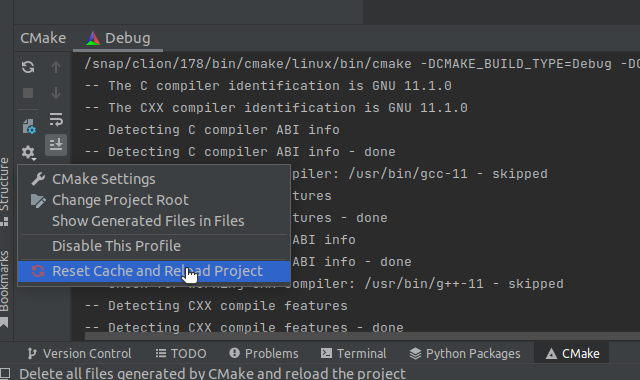 CMake
Debug
/snap/clion/178/bin/cmake/linux/bin/cmake -DCMAKE_BUILD_TYPE=Debug -DC
-- The C compiler identification is GNU 11.1.0
-- The CXX compiler identification is GNU 11.1.0
-- Detecting C compiler ABI info
-- Detecting C compiler ABI info - done
piler: /usr/bin/gcc-11 - skipped
tures
tures - done
ABI info
ABI info - done
compiler: /usr/bin/g++-11 - skipped
-- Detecting CXX compile features
-- Detecting CXX compile features - done
Structure
Bookmarks
CMake Settings
Change Project Root
Show Generated Files in Files
Disable This Profile
Reset Cache and Reload Project
Version Control
TODO
Problems
Terminal
Python Packages
CMake
Delete all files generated by CMake and reload the project